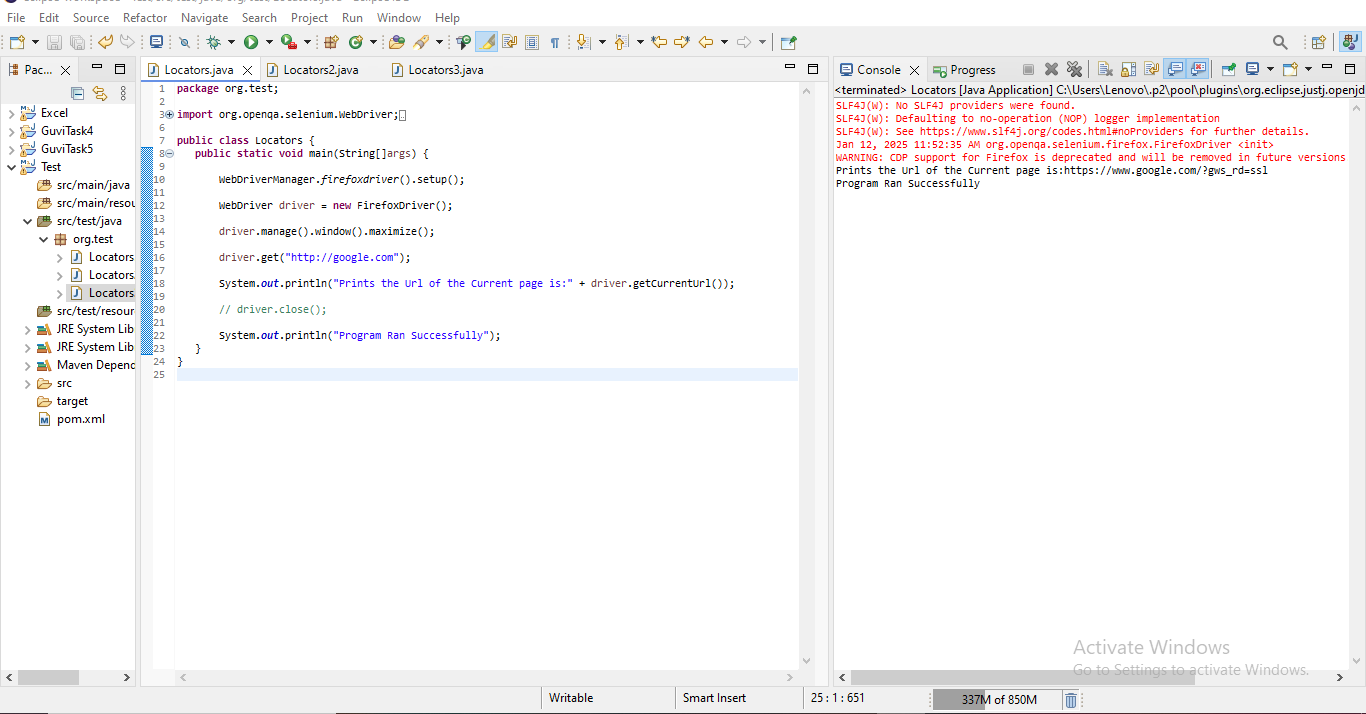 File Edit Source Refactor Navigate Search Project Run Window Help
Pac...
Locators.java
Locators2.java
Locators3.java
Console
Progress
Excel
GuviTask4
GuviTask5
Test
src/main/java
src/main/resou
src/test/java
org.test
Locators
Locators
Locators
src/test/resour
JRE System Lib
JRE System Lib
Maven Depend
src
target
pom.xml
1 package org.test;
2
3 import org.openqa.selenium.WebDriver;
6
7 public class Locators {
8 public static void main(String[]args) {
9
10 WebDriverManager.firefoxdriver().setup();
11
12 WebDriver driver = new FirefoxDriver();
13
14 driver.manage().window().maximize();
15
16 driver.get("http://google.com");
17
18 System.out.println("Prints the Url of the Current page is:" + driver.getCurrentUrl());
19
20 // driver.close();
21
22 System.out.println("Program Ran Successfully");
23 }
24 }
25
<terminated> Locators [Java Application] C:\Users\Lenovo\.p2\pool\plugins\org.eclipse.justj.openjd
SLF4J(W): No SLF4J providers were found.
SLF4J(W): Defaulting to no-operation (NOP) logger implementation
SLF4J(W): See https://www.slf4j.org/codes.html#noProviders for further details.
Jan 12, 2025 11:52:35 AM org.openqa.selenium.firefox.FirefoxDriver <init>
WARNING: CDP support for Firefox is deprecated and will be removed in future versions
Prints the Url of the Current page is:https://www.google.com/?gws_rd=ssl
Program Ran Successfully
Activate Windows
Go to Settings to activate Windows.
Writable
Smart Insert
25 : 1 : 651
337M of 850M